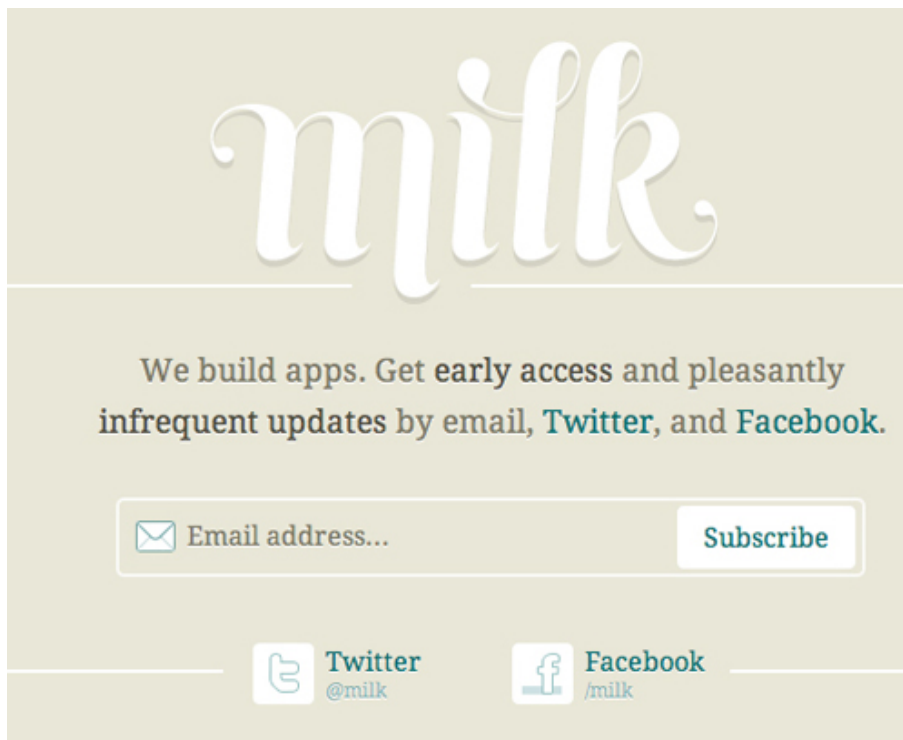 milk
We build apps. Get early access and pleasantly
infrequent updates by email, Twitter, and Facebook.
Email address...
Subscribe
Twitter
@milk
Facebook
/milk